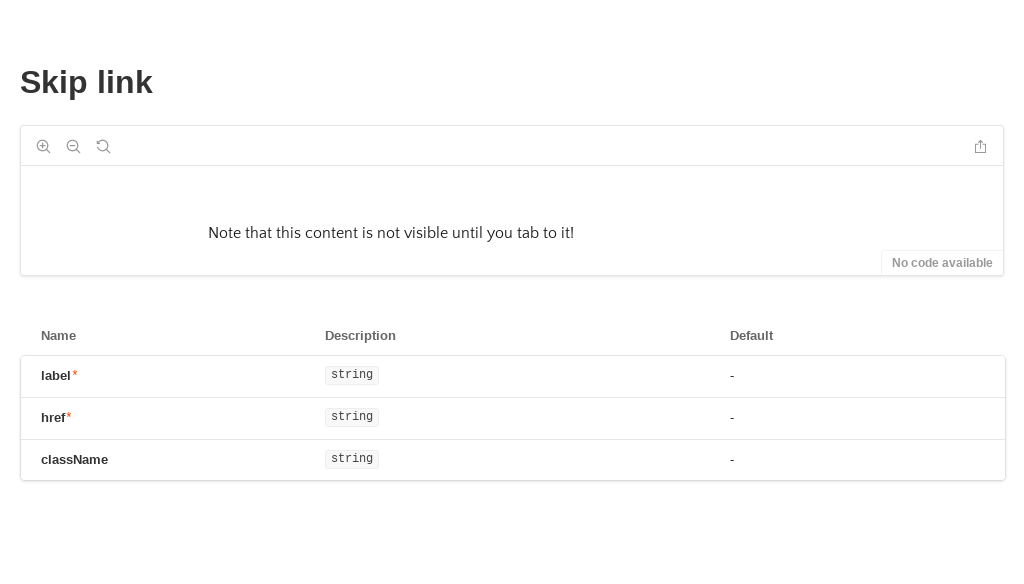 Skip link
Note that this content is not visible until you tab to it!
No code available
Name Description Default
label* string -
href* string -
className string -